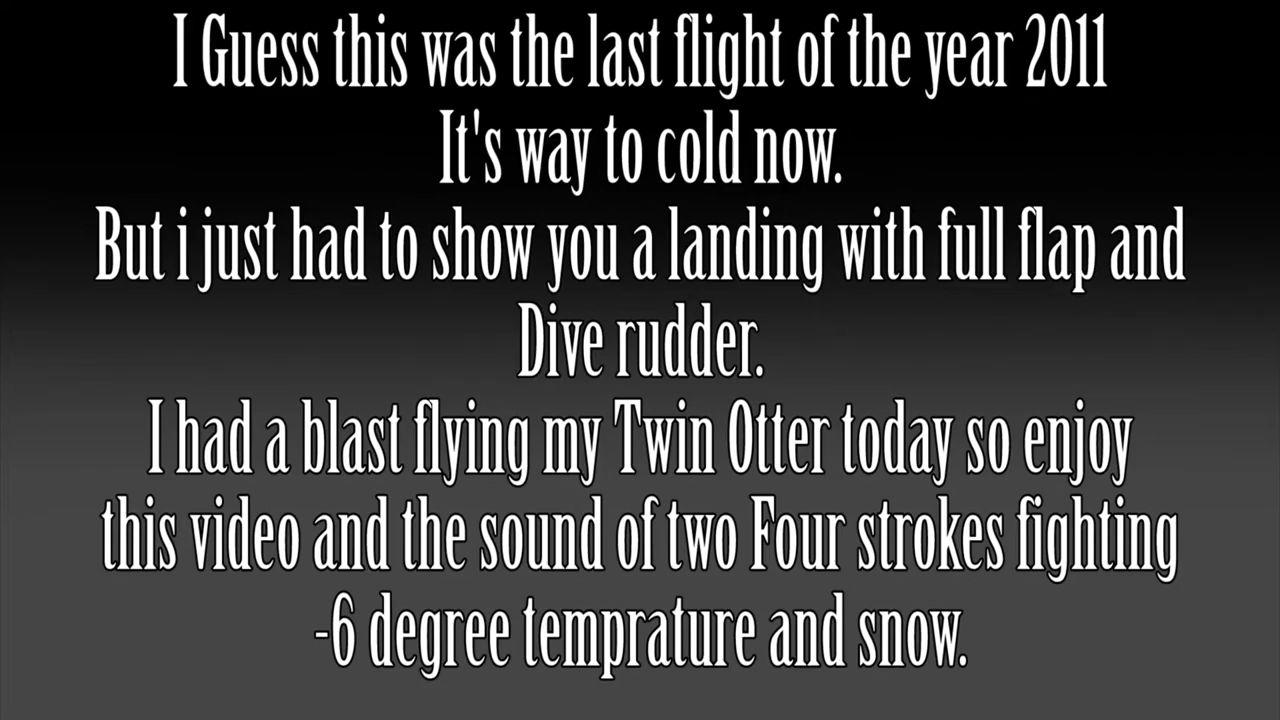 I Guess this was the last flight of the year 2011
It's way to cold now.
But i just had to show you a landing with full flap and
Dive rudder.
I had a blast flying my Twin Otter today so enjoy
this video and the sound of two Four strokes fighting
-6 degree temprature and snow.